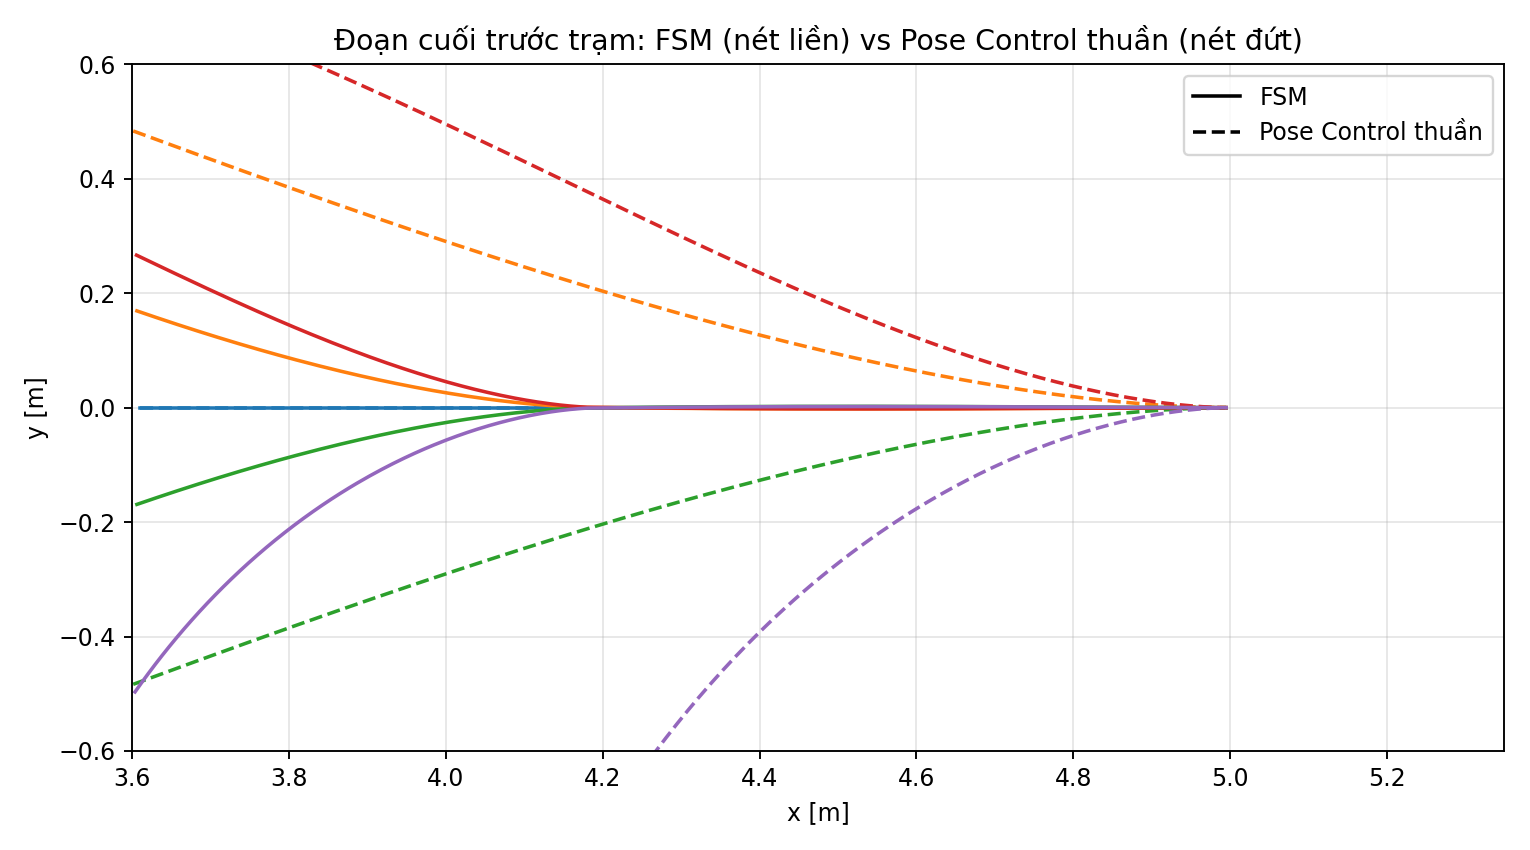 Đoạn cuối trước trạm: FSM (nét liền) vs Pose Control thuần (nét đứt)
FSM
Pose Control thuần
0.6
0.4
0.2
0.0
−0.2
−0.4
−0.6
y [m]
3.6 3.8 4.0 4.2 4.4 4.6 4.8 5.0 5.2
x [m]